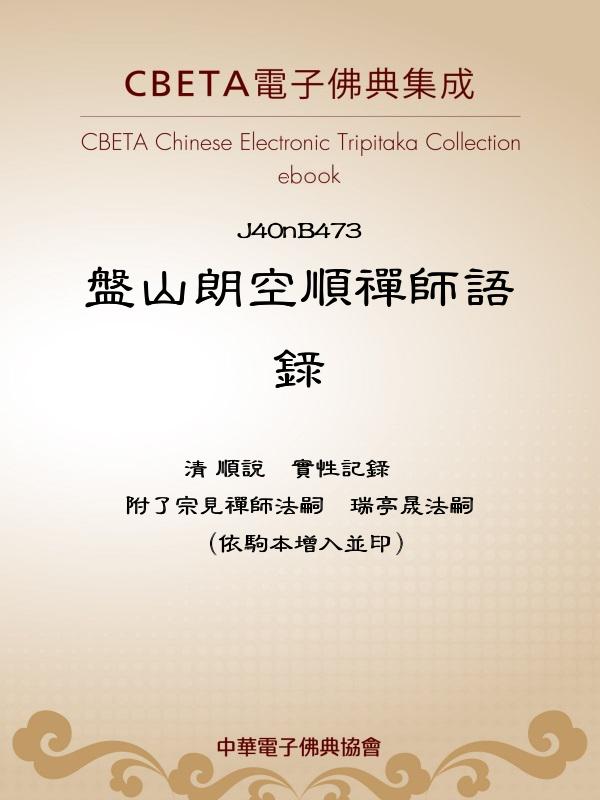 CBETA電子佛典集成
CBETA Chinese Electronic Tripitaka Collection
ebook
J40nB473
盤山朗空順禪師語
錄
清 順說　實性記錄
附了宗見禪師法嗣　瑞亭晟法嗣
(依駒本增入並印)
中華電子佛典協會